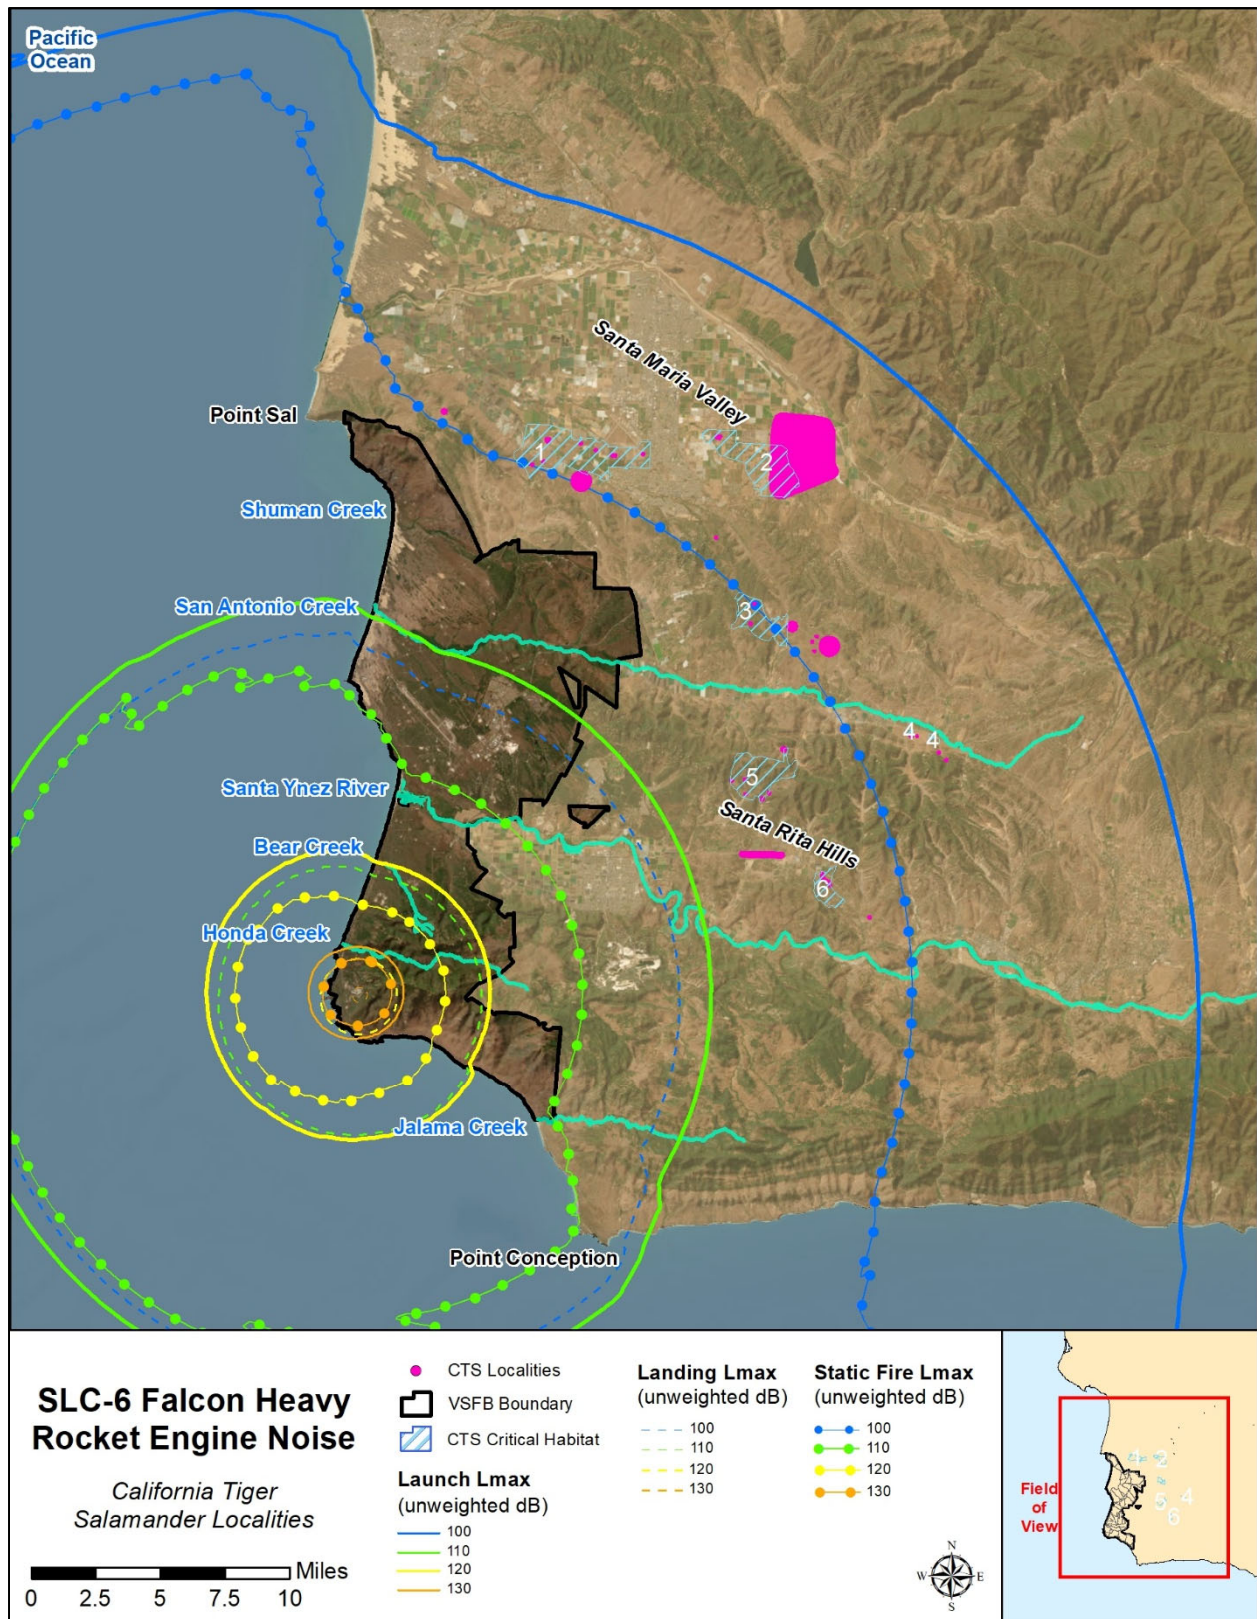 Pacific
Ocean
Santa Maria Valley
Point Sal
1
2
Shuman Creek
San Antonio Creek
3
4
4
5
Santa Ynez River
Santa Rita Hills
Bear Creek
6
Honda Creek
Jalama Creek
Point Conception
SLC-6 Falcon Heavy
Rocket Engine Noise
California Tiger
Salamander Localities
Miles
0 2.5 5 7.5 10
CTS Localities
VSFB Boundary
CTS Critical Habitat
Launch Lmax
(unweighted dB)
100
110
120
130
Landing Lmax
(unweighted dB)
100
110
120
130
Static Fire Lmax
(unweighted dB)
100
110
120
130
N
W E
S
Field
of
View
2
5
4
6